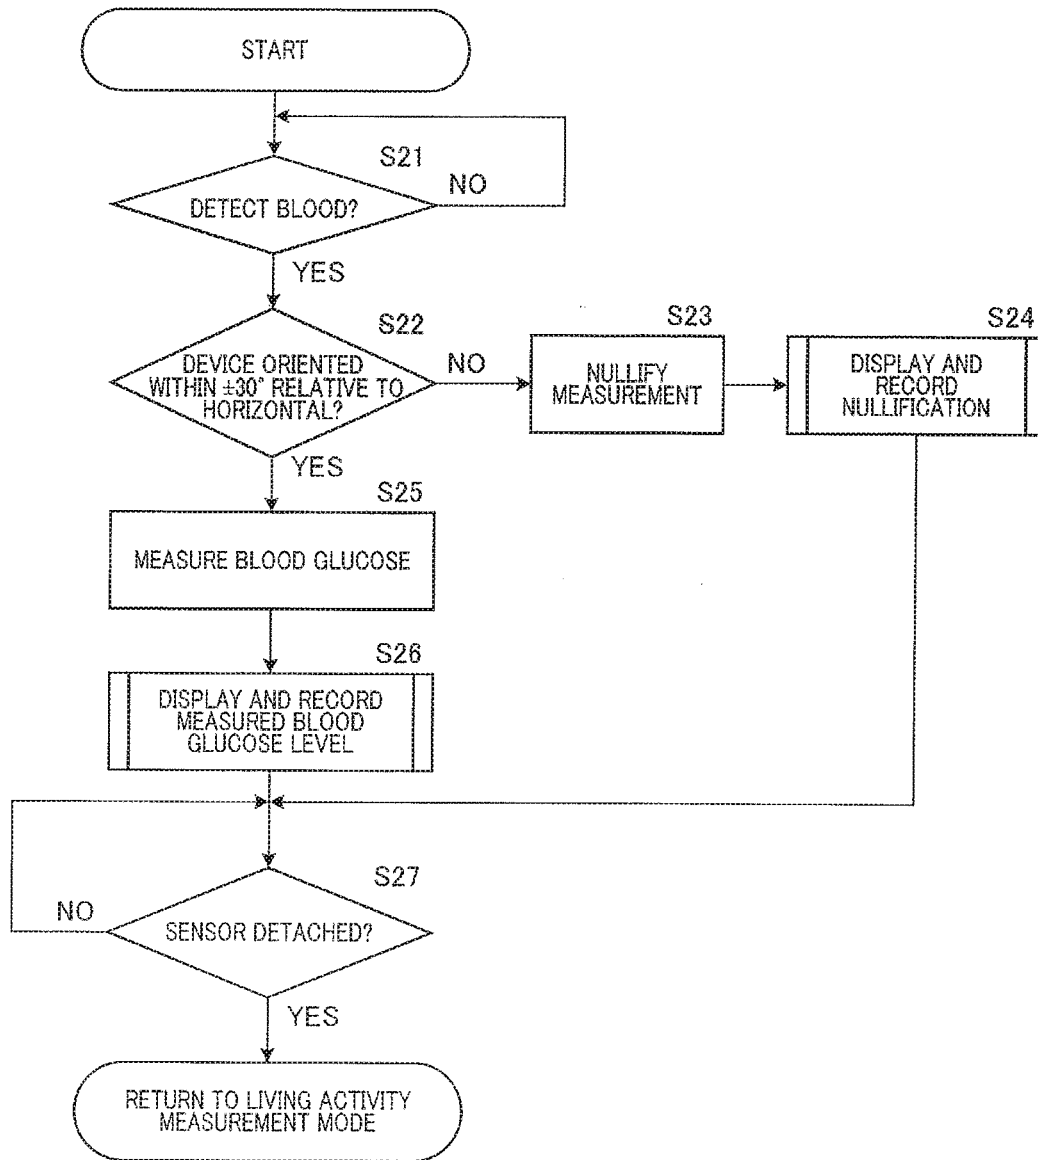 START
S21
NO
DETECT BLOOD?
YES
S22
DEVICE ORIENTED
WITHIN ±30° RELATIVE TO
HORIZONTAL?
NO
S23
NULLIFY
MEASUREMENT
S24
DISPLAY AND
RECORD
NULLIFICATION
YES
S25
MEASURE BLOOD GLUCOSE
S26
DISPLAY AND RECORD
MEASURED BLOOD
GLUCOSE LEVEL
S27
NO
SENSOR DETACHED?
YES
RETURN TO LIVING ACTIVITY
MEASUREMENT MODE